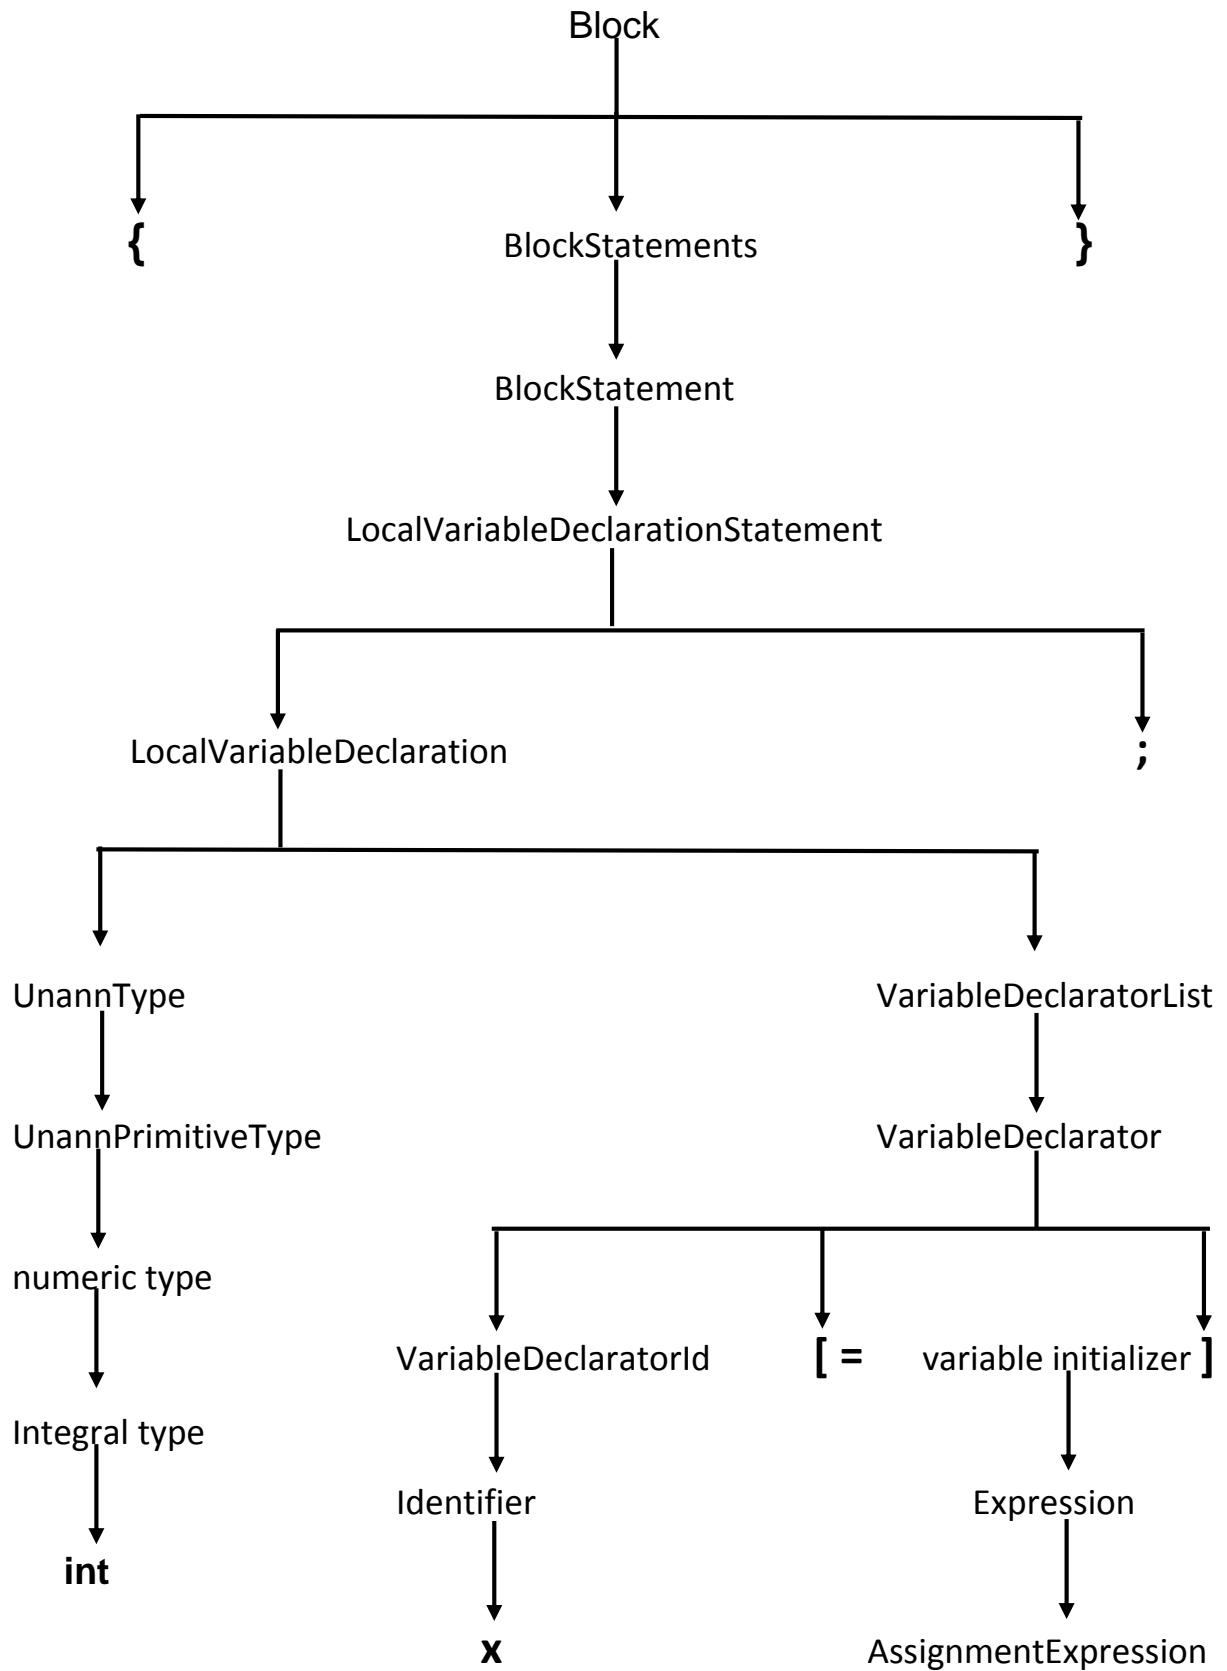 Block
{ BlockStatements }
BlockStatement
LocalVariableDeclarationStatement
LocalVariableDeclaration ;
UnannType VariableDeclaratorList
UnannPrimitiveType VariableDeclarator
numeric type
VariableDeclaratorId [ = variable initializer ]
Integral type
Identifier Expression
int
x AssignmentExpression